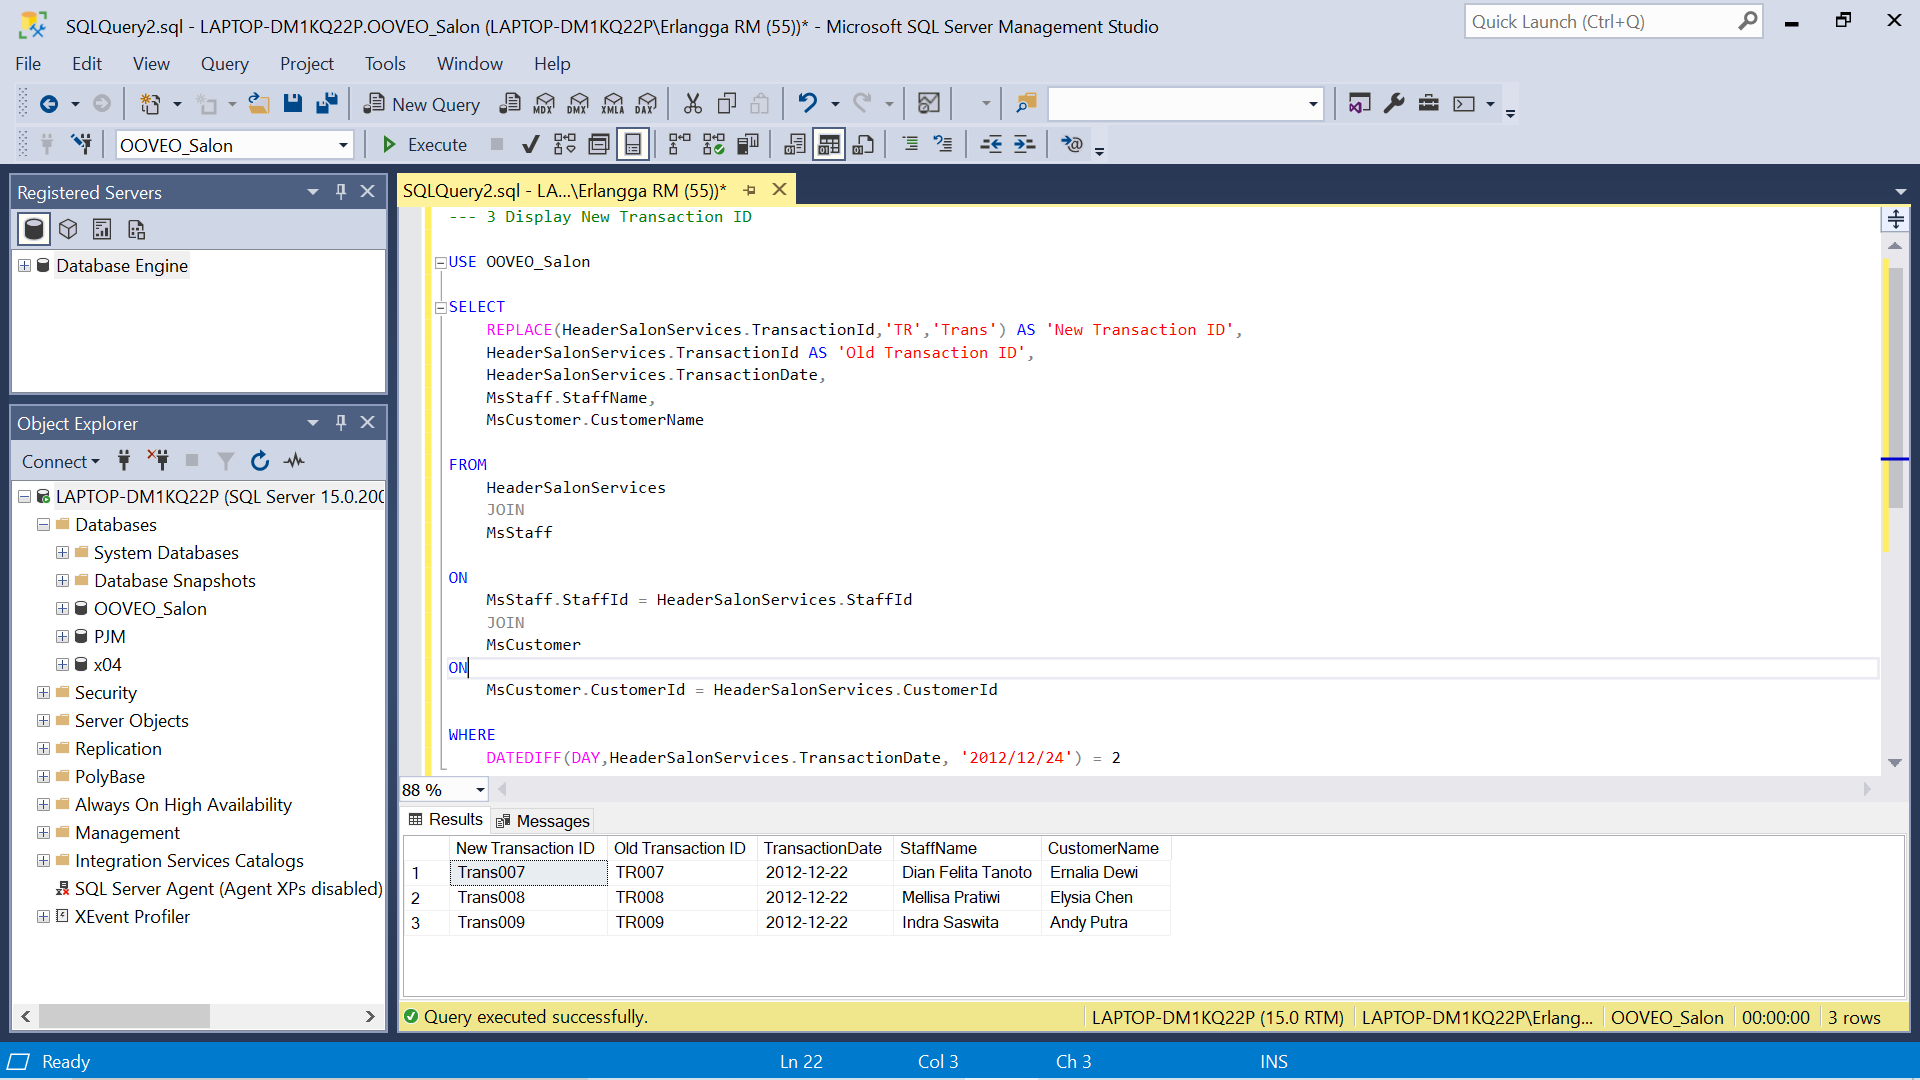 SQLQuery2.sql - LAPTOP-DM1KQ22P.OOVEO_Salon (LAPTOP-DM1KQ22P\Erlangga RM (55))* - Microsoft SQL Server Management Studio
Quick Launch (Ctrl+Q)
File Edit View Query Project Tools Window Help
New Query MDX DMX XMLA DAX
OOVEO_Salon Execute
Registered Servers
Database Engine
Object Explorer
Connect
LAPTOP-DM1KQ22P (SQL Server 15.0.200
Databases
System Databases
Database Snapshots
OOVEO_Salon
PJM
x04
Security
Server Objects
Replication
PolyBase
Always On High Availability
Management
Integration Services Catalogs
SQL Server Agent (Agent XPs disabled)
XEvent Profiler
SQLQuery2.sql - LA...\Erlangga RM (55))*
--- 3 Display New Transaction ID
USE OOVEO_Salon
SELECT
REPLACE(HeaderSalonServices.TransactionId,'TR','Trans') AS 'New Transaction ID',
HeaderSalonServices.TransactionId AS 'Old Transaction ID',
HeaderSalonServices.TransactionDate,
MsStaff.StaffName,
MsCustomer.CustomerName
FROM
HeaderSalonServices
JOIN
MsStaff
ON
MsStaff.StaffId = HeaderSalonServices.StaffId
JOIN
MsCustomer
ON
MsCustomer.CustomerId = HeaderSalonServices.CustomerId
WHERE
DATEDIFF(DAY,HeaderSalonServices.TransactionDate, '2012/12/24') = 2
88 %
Results Messages
New Transaction ID Old Transaction ID TransactionDate StaffName CustomerName
1 Trans007 TR007 2012-12-22 Dian Felita Tanoto Ernalia Dewi
2 Trans008 TR008 2012-12-22 Mellisa Pratiwi Elysia Chen
3 Trans009 TR009 2012-12-22 Indra Saswita Andy Putra
Query executed successfully. LAPTOP-DM1KQ22P (15.0 RTM) LAPTOP-DM1KQ22P\Erlang... OOVEO_Salon 00:00:00 3 rows
Ready Ln 22 Col 3 Ch 3 INS